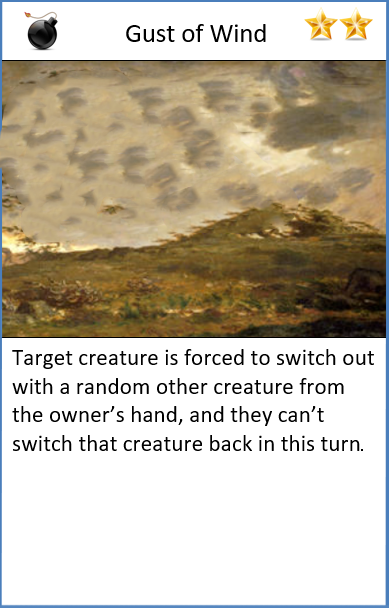 Gust of Wind
Target creature is forced to switch out
with a random other creature from
the owner’s hand, and they can’t
switch that creature back in this turn.